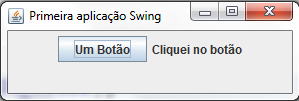 Primeira aplicação Swing
Um Botão Cliquei no botão